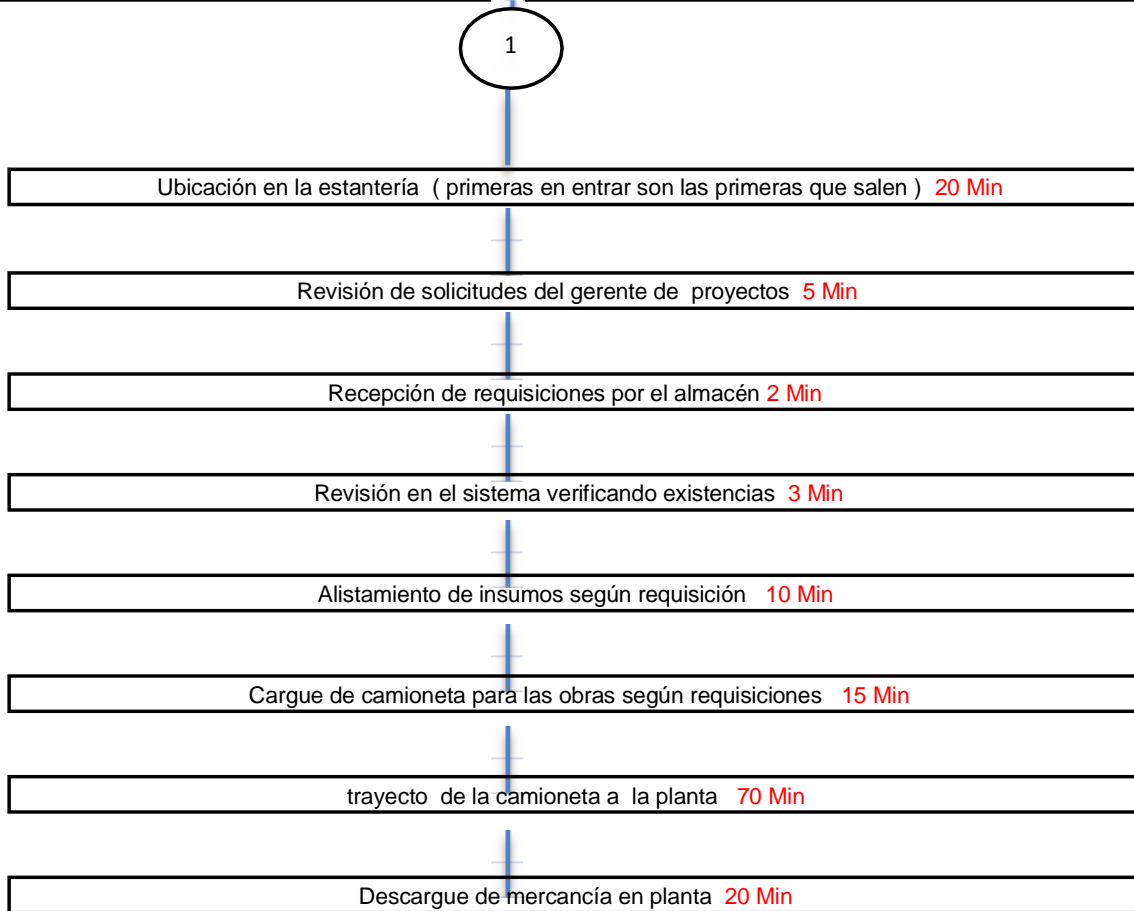 1
Ubicación en la estantería ( primeras en entrar son las primeras que salen ) 20 Min
Revisión de solicitudes del gerente de proyectos 5 Min
Recepción de requisiciones por el almacén 2 Min
Revisión en el sistema verificando existencias 3 Min
Alistamiento de insumos según requisición 10 Min
Cargue de camioneta para las obras según requisiciones 15 Min
trayecto de la camioneta a la planta 70 Min
Descargue de mercancía en planta 20 Min